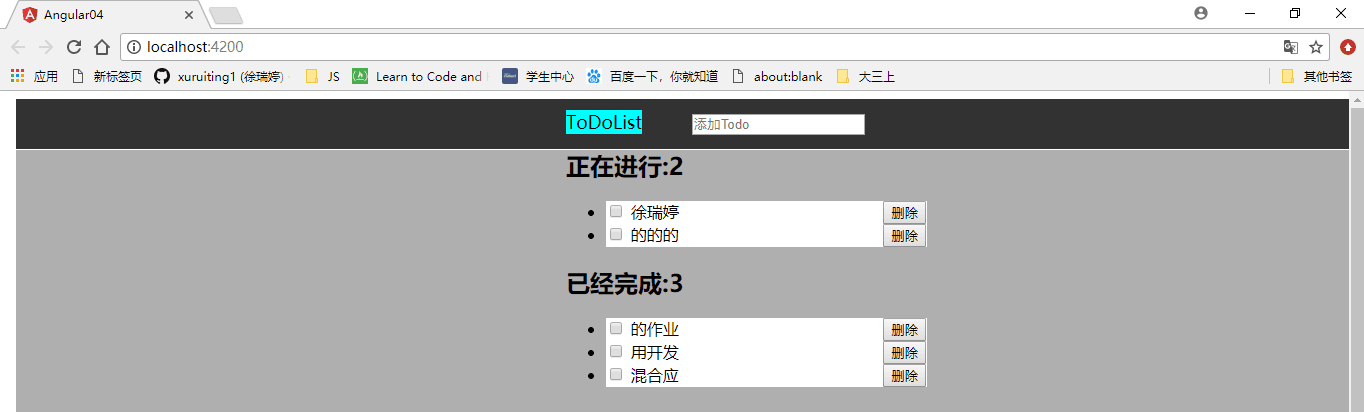 Angular04
localhost:4200
应用 新标签页 xuruiting1 (徐瑞婷) JS Learn to Code and 学生中心 百度一下，你就知道 about:blank 大三上 其他书签
ToDoList 添加Todo
正在进行:2
徐瑞婷 删除
的的的 删除
已经完成:3
的作业 删除
用开发 删除
混合应 删除